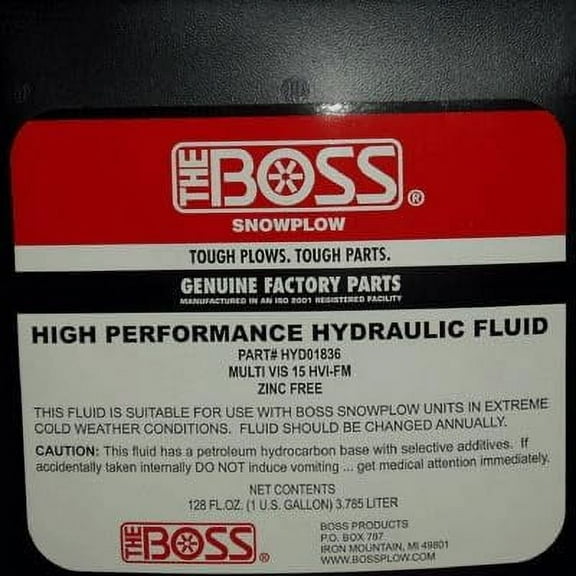 THE BOSS®
SNOWPLOW
TOUGH PLOWS. TOUGH PARTS.
GENUINE FACTORY PARTS
MANUFACTURED IN AN ISO 9001 REGISTERED FACILITY
HIGH PERFORMANCE HYDRAULIC FLUID
PART# HYD01836
MULTI VIS 15 HVI-FM
ZINC FREE
THIS FLUID IS SUITABLE FOR USE WITH BOSS SNOWPLOW UNITS IN EXTREME
COLD WEATHER CONDITIONS. FLUID SHOULD BE CHANGED ANNUALLY.
CAUTION: This fluid has a petroleum hydrocarbon base with selective additives. If
accidentally taken internally DO NOT induce vomiting ... get medical attention immediately.
NET CONTENTS
128 FL.OZ. (1 U.S. GALLON) 3.785 LITER
THE BOSS®
BOSS PRODUCTS
P.O. BOX 787
IRON MOUNTAIN, MI 49801
WWW.BOSSPLOW.COM